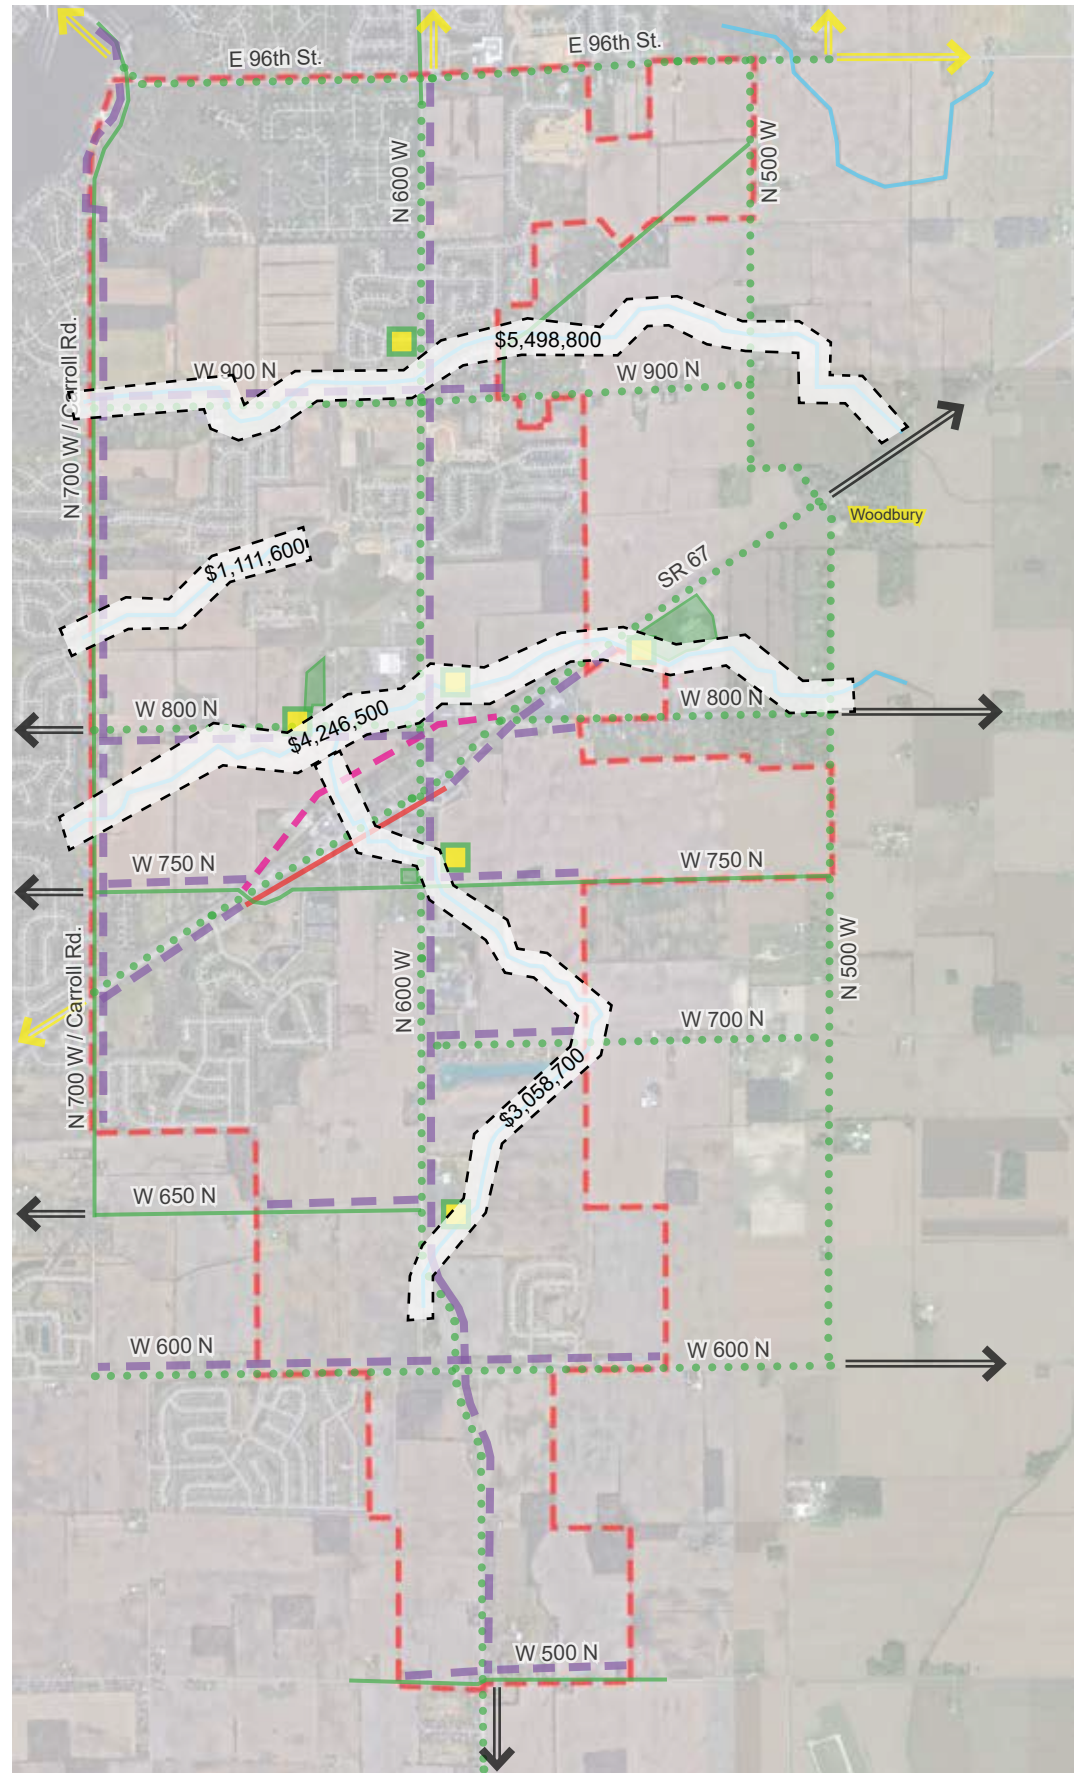 E 96th St.
E 96th St.
N 600 W
N 500 W
$5,498,800
W 900 N
W 900 N
N 700 W / Carroll Rd.
Woodbury
$1,111,600
SR 67
W 800 N
W 800 N
$4,246,500
W 750 N
W 750 N
N 700 W / Carroll Rd.
N 600 W
N 500 W
W 700 N
$3,058,700
W 650 N
W 600 N
W 600 N
W 500 N